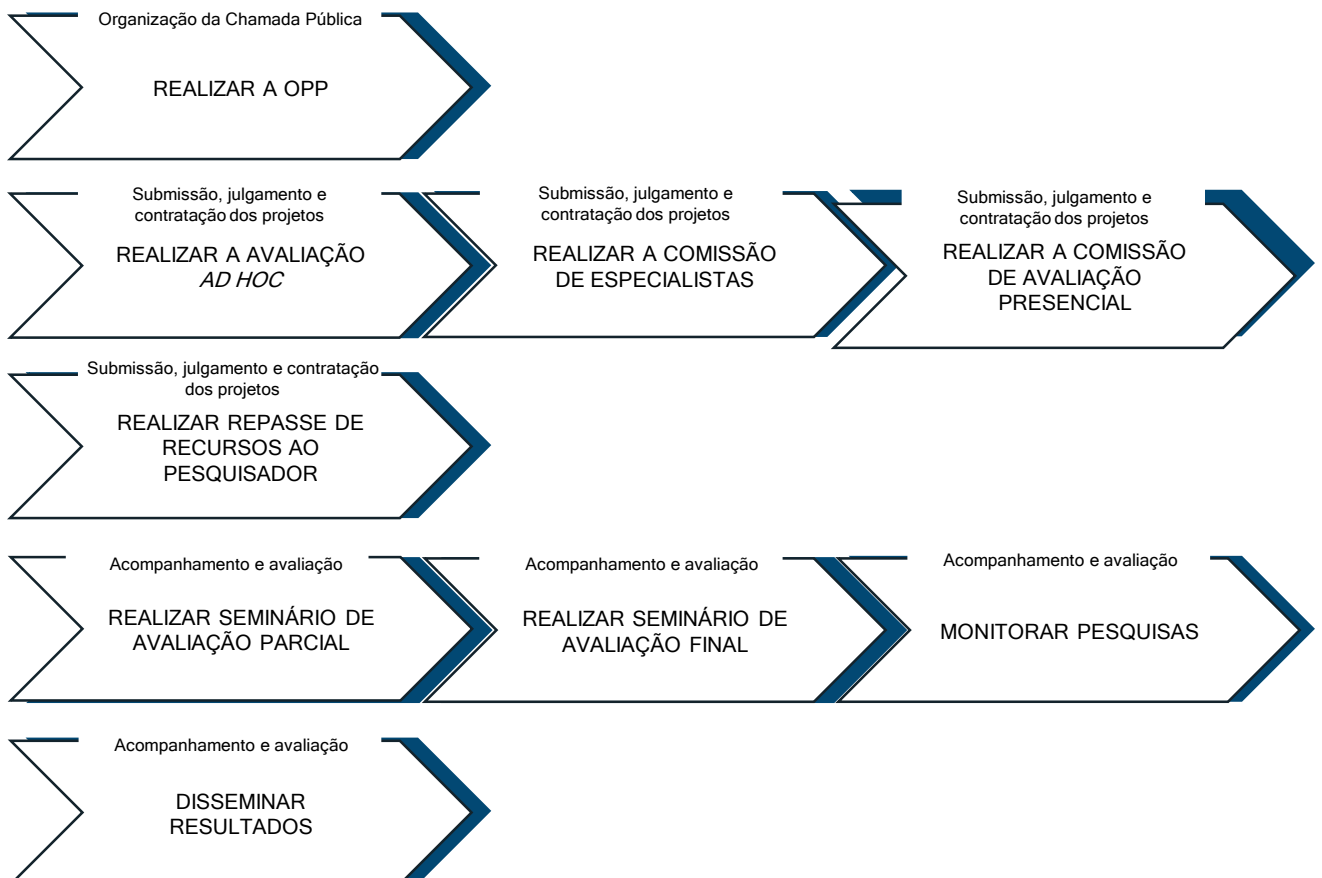 Organização da Chamada Pública
REALIZAR A OPP
Submissão, julgamento e
contratação dos projetos
REALIZAR A AVALIAÇÃO
AD HOC
Submissão, julgamento e
contratação dos projetos
REALIZAR A COMISSÃO
DE ESPECIALISTAS
Submissão, julgamento e
contratação dos projetos
REALIZAR A COMISSÃO
DE AVALIAÇÃO
PRESENCIAL
Submissão, julgamento e contratação
dos projetos
REALIZAR REPASSE DE
RECURSOS AO
PESQUISADOR
Acompanhamento e avaliação
REALIZAR SEMINÁRIO DE
AVALIAÇÃO PARCIAL
Acompanhamento e avaliação
REALIZAR SEMINÁRIO DE
AVALIAÇÃO FINAL
Acompanhamento e avaliação
MONITORAR PESQUISAS
Acompanhamento e avaliação
DISSEMINAR
RESULTADOS